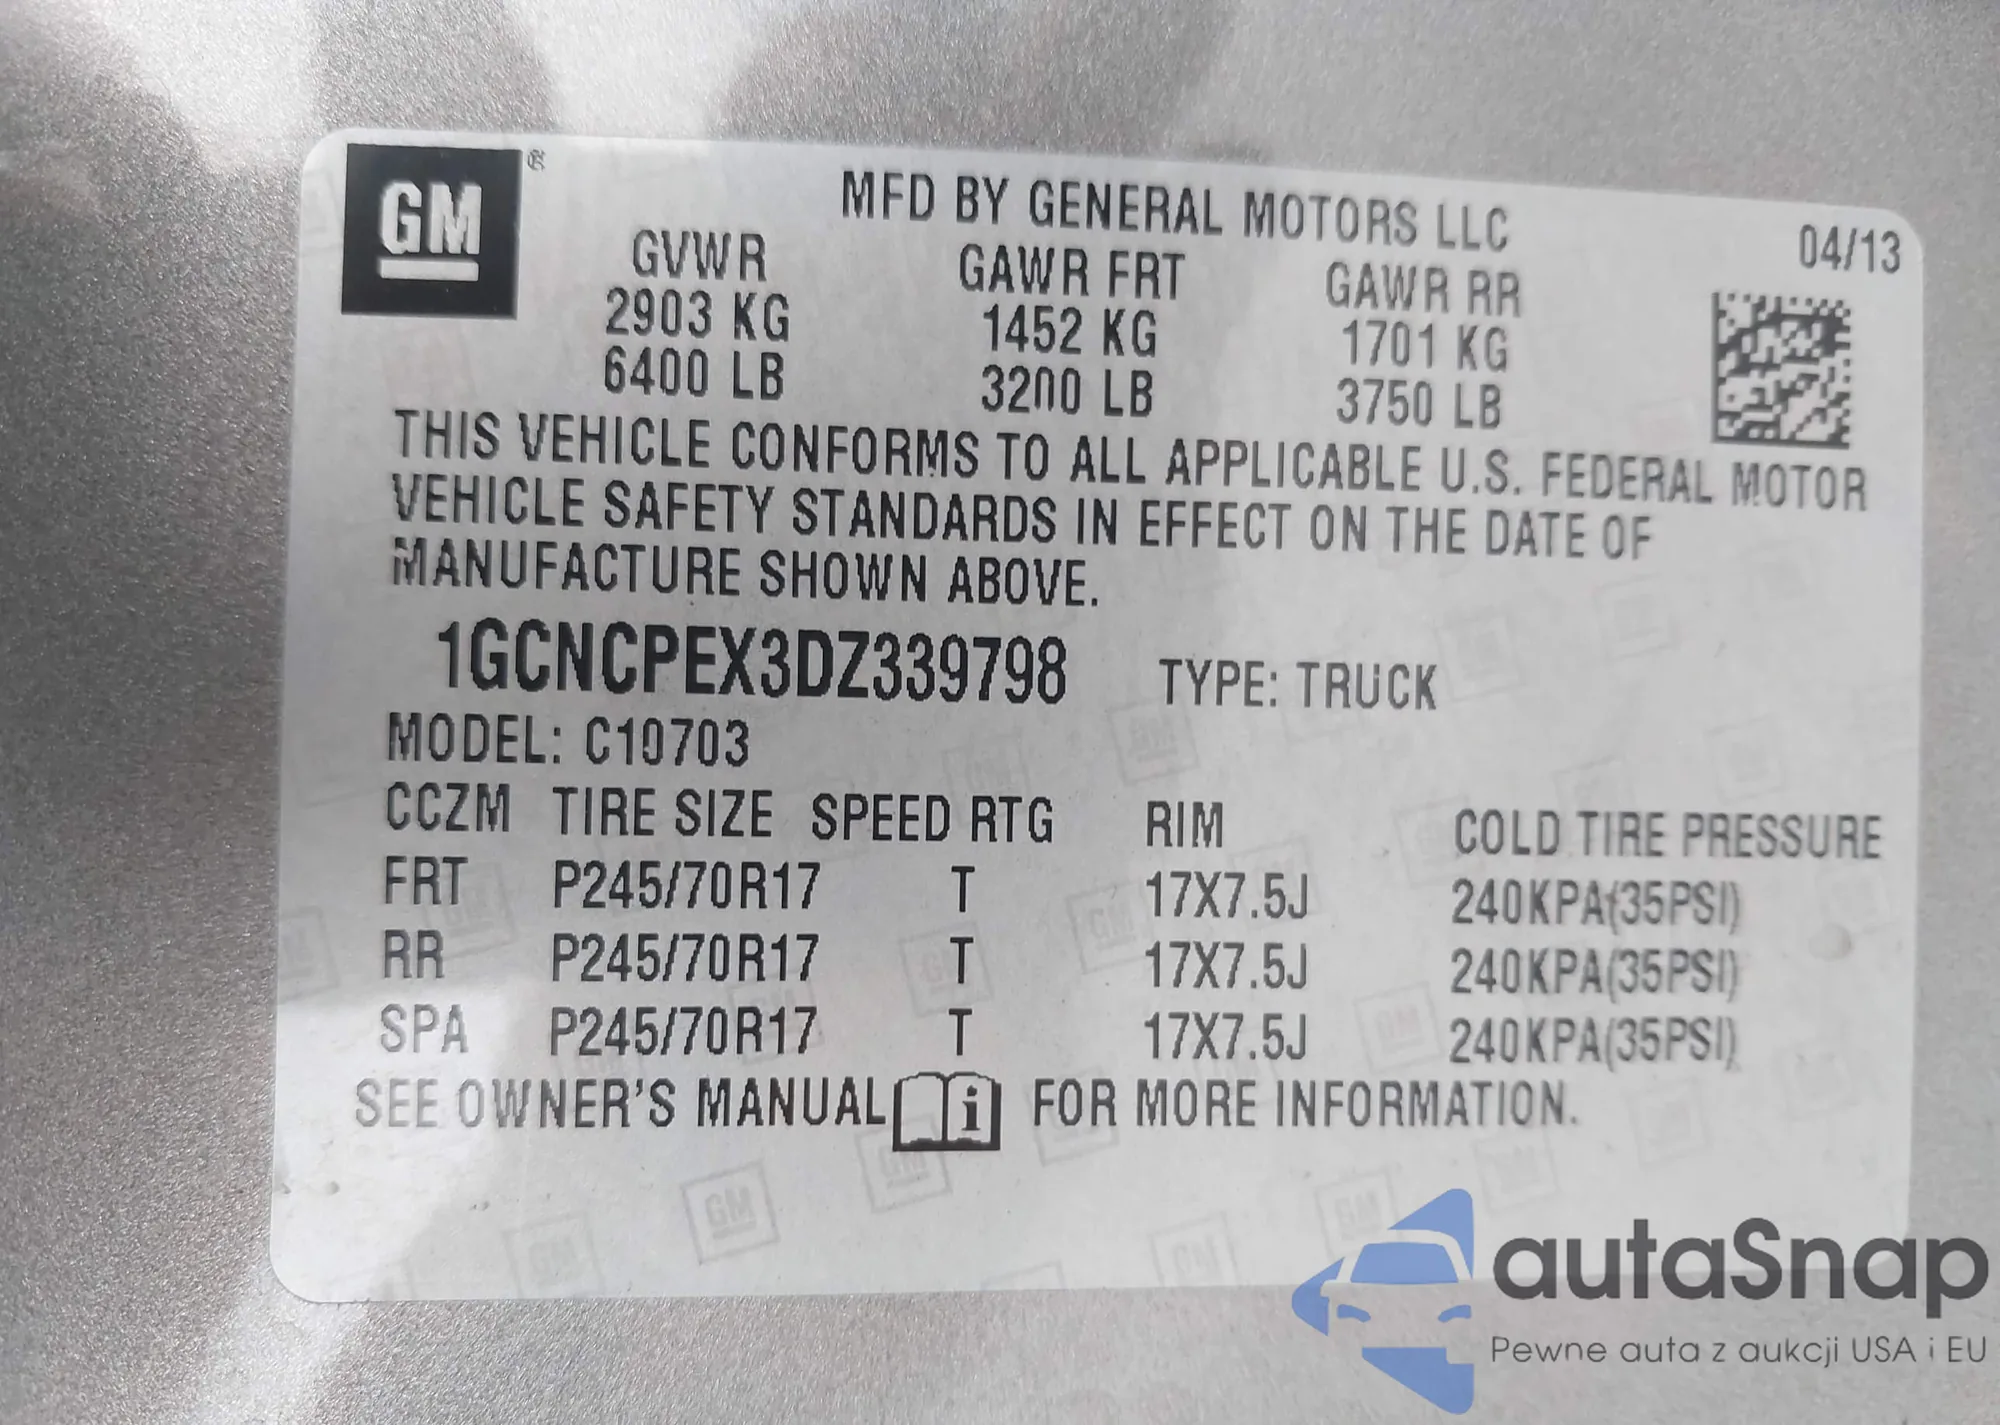 GM ®
MFD BY GENERAL MOTORS LLC
04/13
GVWR GAWR FRT GAWR RR
2903 KG 1452 KG 1701 KG
6400 LB 3200 LB 3750 LB
THIS VEHICLE CONFORMS TO ALL APPLICABLE U.S. FEDERAL MOTOR
VEHICLE SAFETY STANDARDS IN EFFECT ON THE DATE OF
MANUFACTURE SHOWN ABOVE.
1GCNCPEX3DZ339798 TYPE: TRUCK
MODEL: C10703
CCZM TIRE SIZE SPEED RTG RIM COLD TIRE PRESSURE
FRT P245/70R17 T 17X7.5J 240KPA(35PSI)
RR P245/70R17 T 17X7.5J 240KPA(35PSI)
SPA P245/70R17 T 17X7.5J 240KPA(35PSI)
SEE OWNER'S MANUAL i FOR MORE INFORMATION.
autaSnap
Pewne auta z aukcji USA i EU